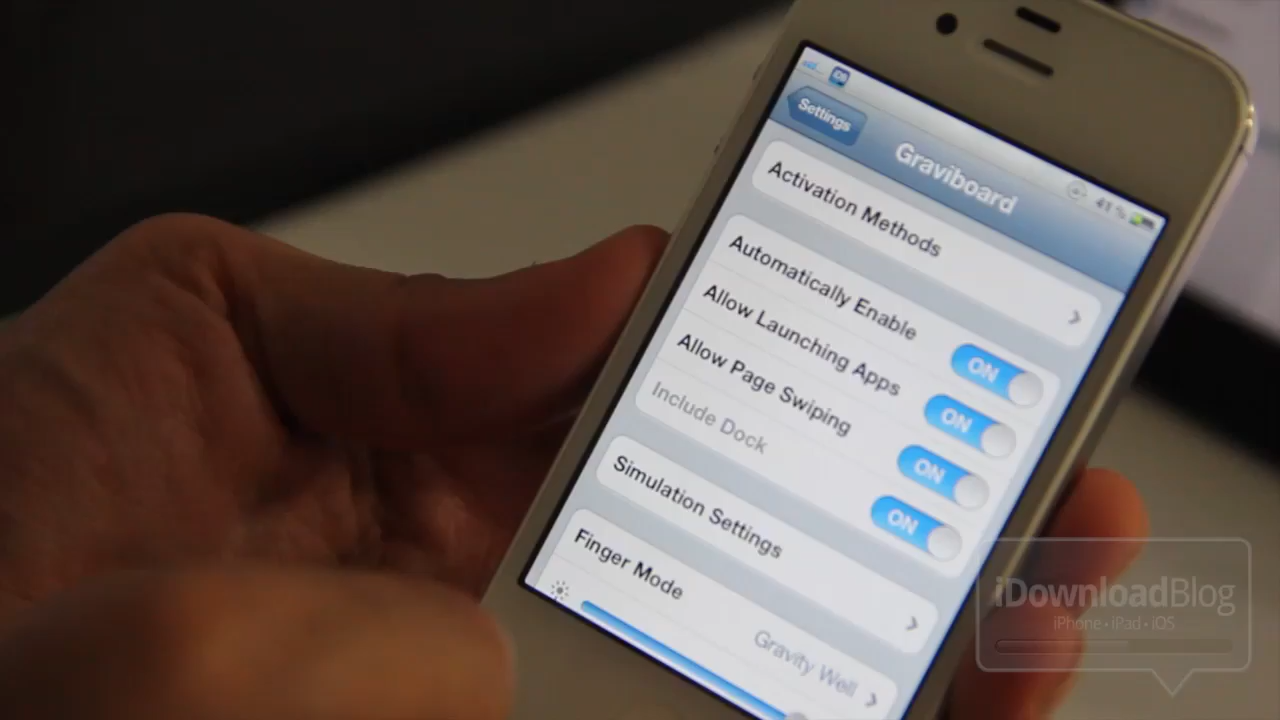 Settings
Graviboard
41 %
Activation Methods
Automatically Enable
ON
Allow Launching Apps
ON
Allow Page Swiping
ON
Include Dock
ON
Simulation Settings
Finger Mode
Gravity Well
iDownloadBlog
iPhone • iPad • iOS